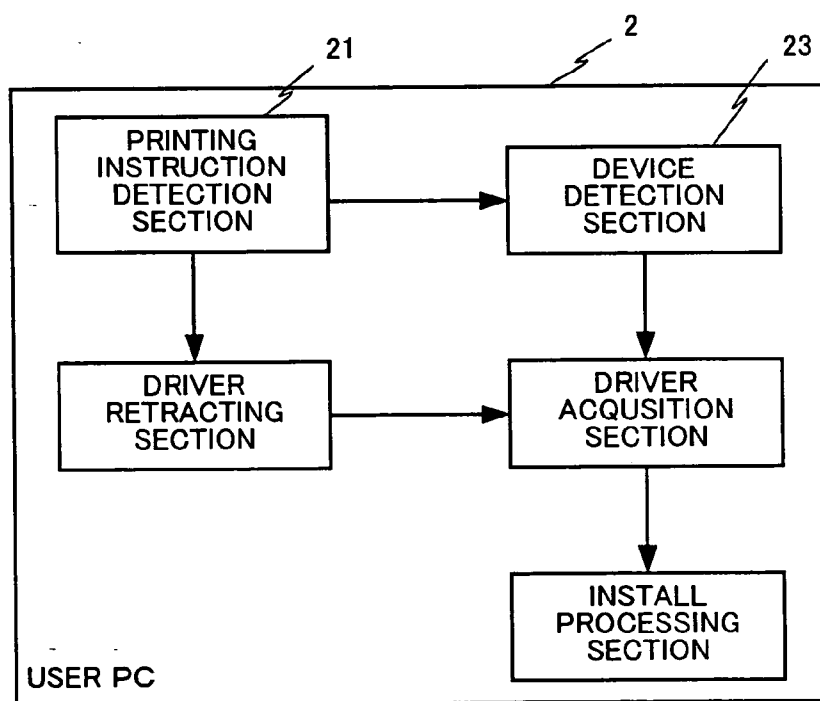 2
21
23
PRINTING
INSTRUCTION
DETECTION
SECTION
DEVICE
DETECTION
SECTION
DRIVER
RETRACTING
SECTION
DRIVER
ACQUSITION
SECTION
INSTALL
PROCESSING
SECTION
USER PC